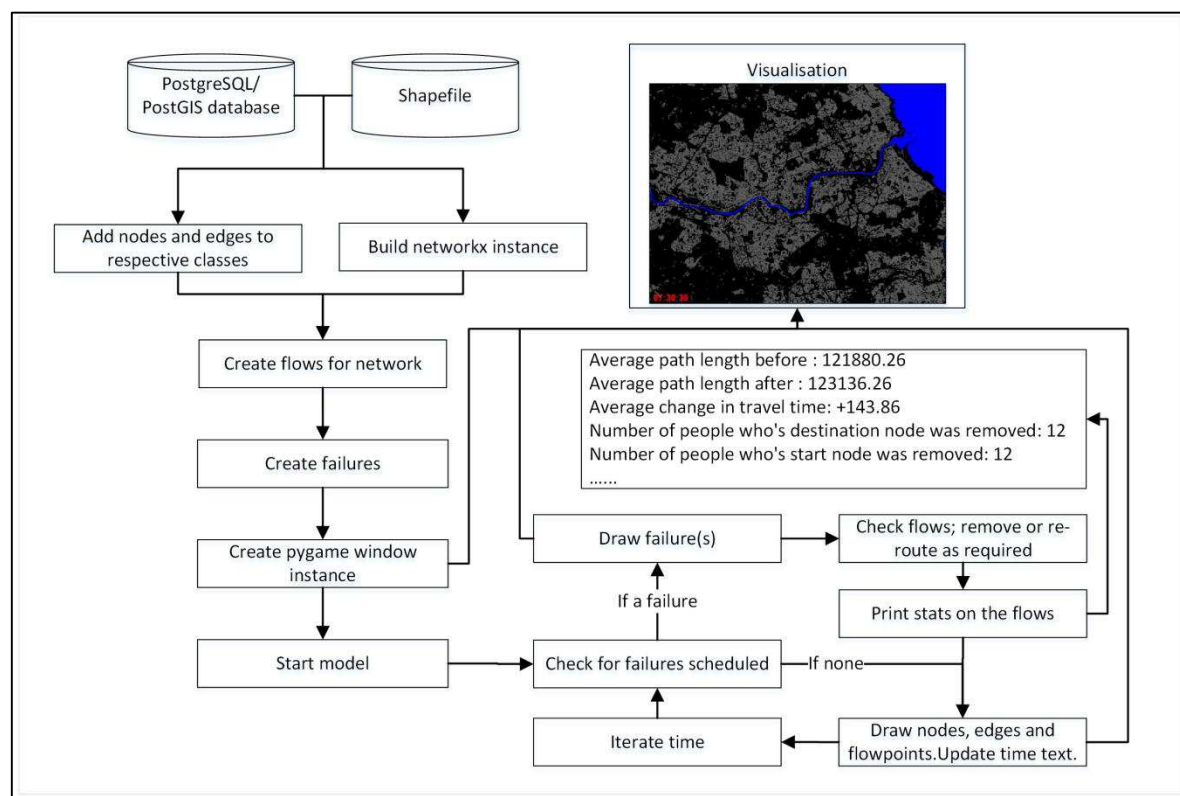 PostgreSQL/
PostGIS database
Shapefile
Visualisation
Add nodes and edges to
respective classes
Build networkx instance
Create flows for network
Create failures
Create pygame window
instance
Start model
Average path length before : 121880.26
Average path length after : 123136.26
Average change in travel time: +143.86
Number of people who's destination node was removed: 12
Number of people who's start node was removed: 12
......
Draw failure(s)
Check flows; remove or re-
route as required
If a failure
Print stats on the flows
Check for failures scheduled
If none
Iterate time
Draw nodes, edges and
flowpoints.Update time text.